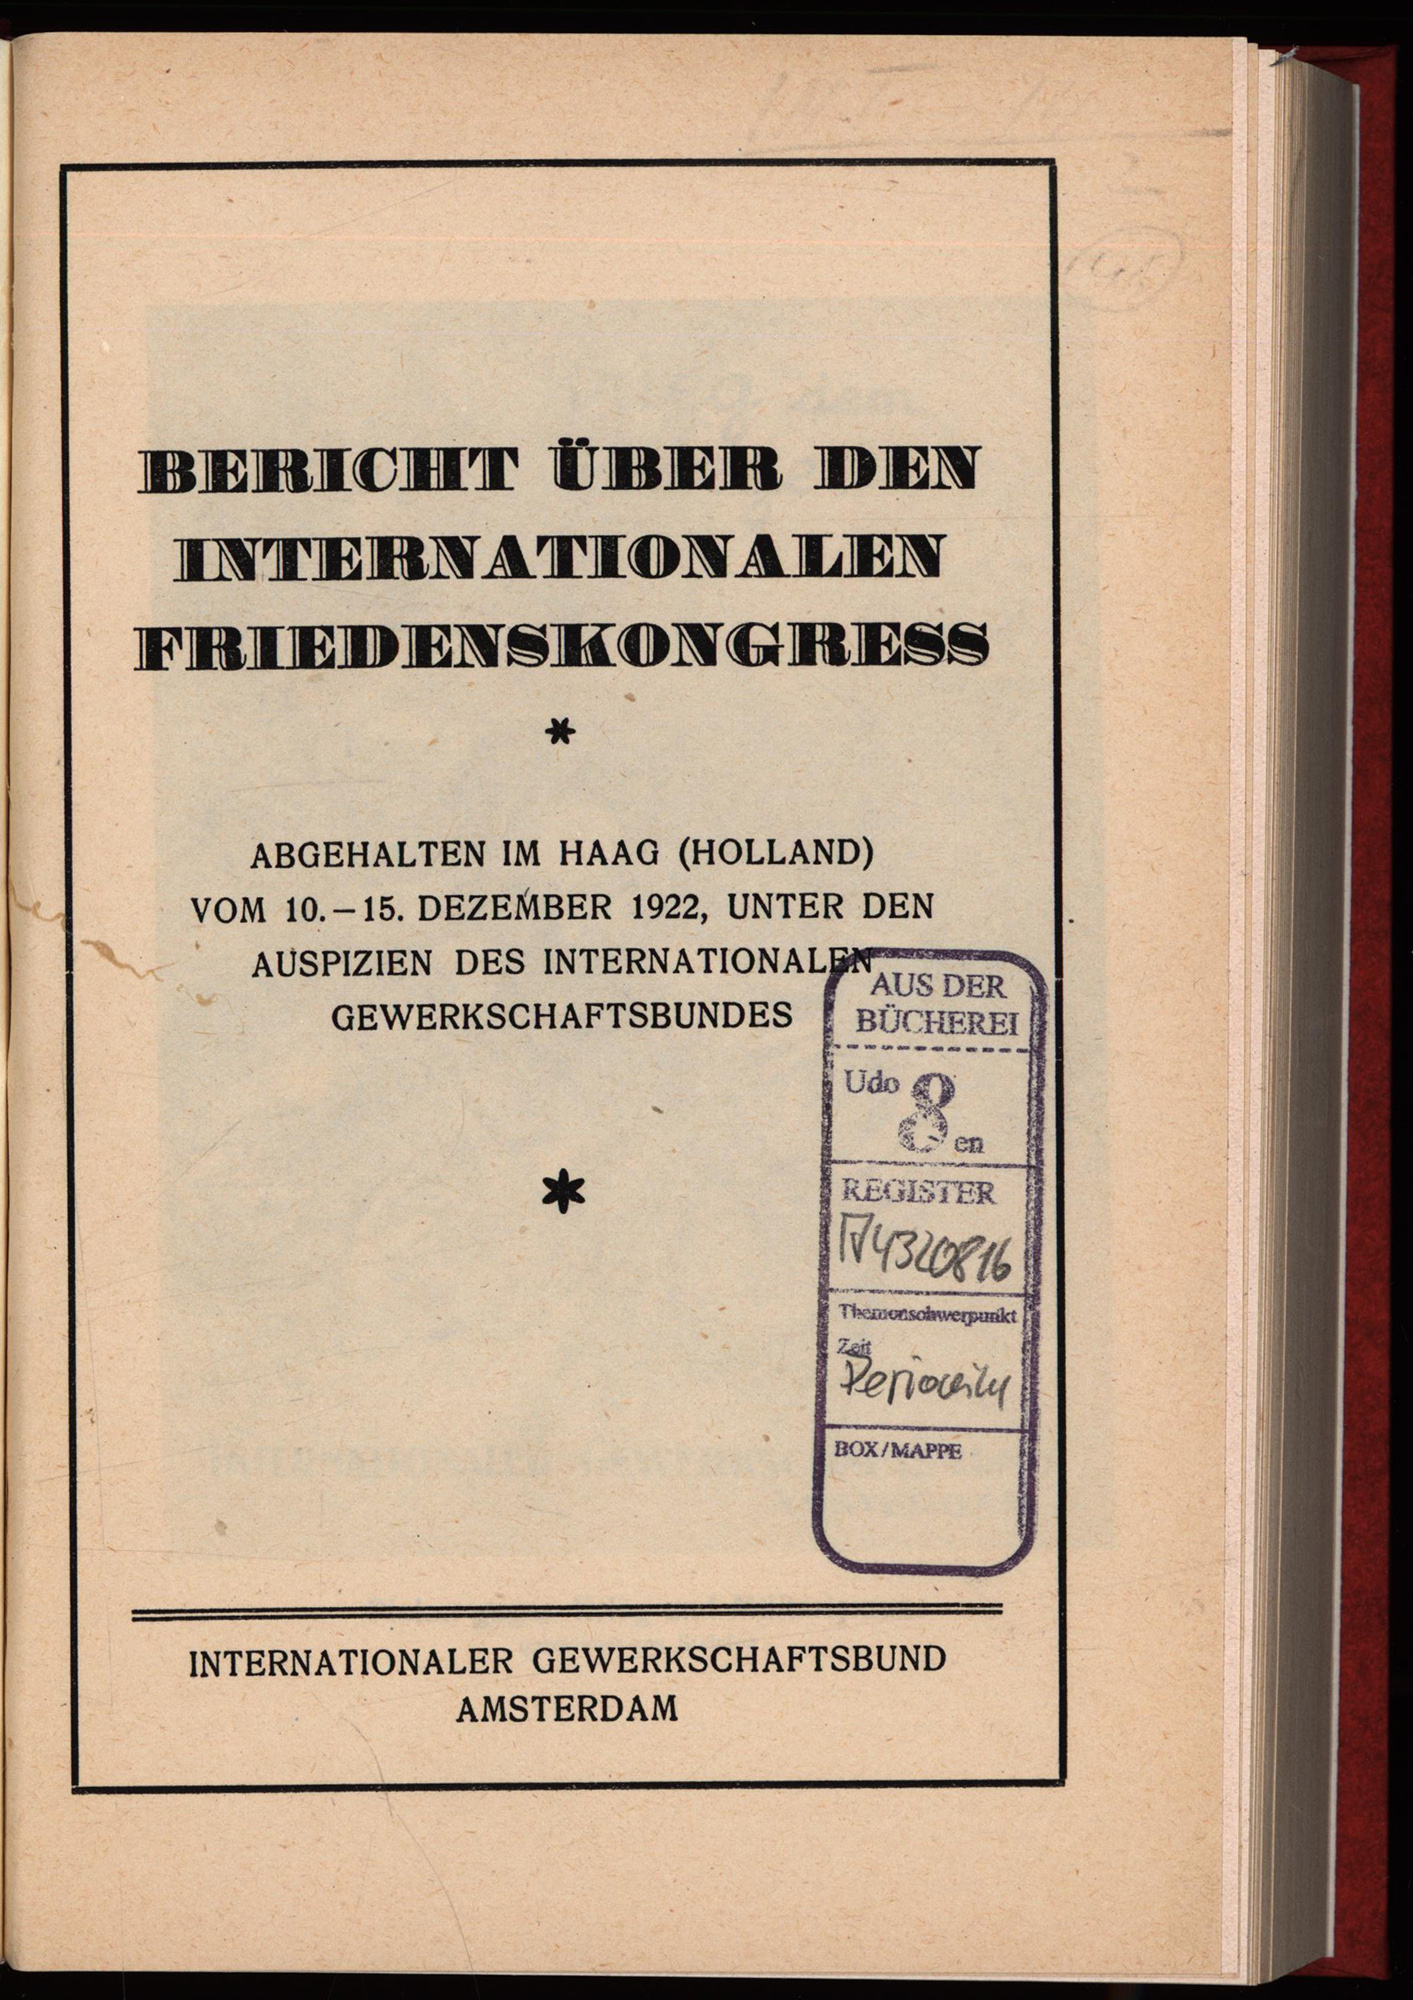 BERICHT ÜBER DEN
INTERNATIONALEN
FRIEDENSKONGRESS
*
ABGEHALTEN IM HAAG (HOLLAND)
VOM 10.–15. DEZEMBER 1922, UNTER DEN
AUSPIZIEN DES INTERNATIONALEN
GEWERKSCHAFTSBUNDES
*
AUS DER
BÜCHEREI
Udo 8 en
REGISTER
4320816
Themenschwerpunkt
Zeit
BOX/MAPPE
INTERNATIONALER GEWERKSCHAFTSBUND
AMSTERDAM